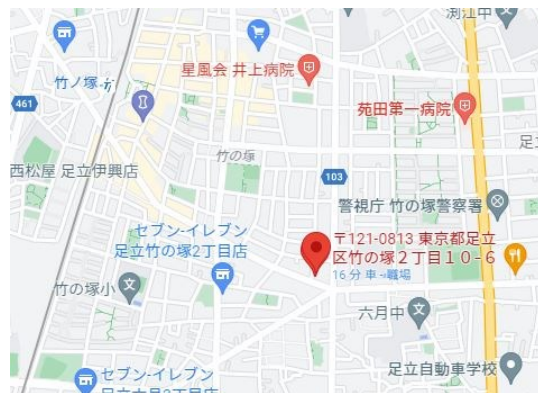 渕江中
竹ノ塚
星風会 井上病院
461
苑田第一病院
竹の塚
西松屋 足立伊興店
103
警視庁 竹の塚警察署
セブン-イレブン
足立竹の塚2丁目店
〒121-0813 東京都足立
区竹の塚2丁目10-6
16 分 車 - 職場
竹の塚小
六月中
足立自動車学校
セブン-イレブン